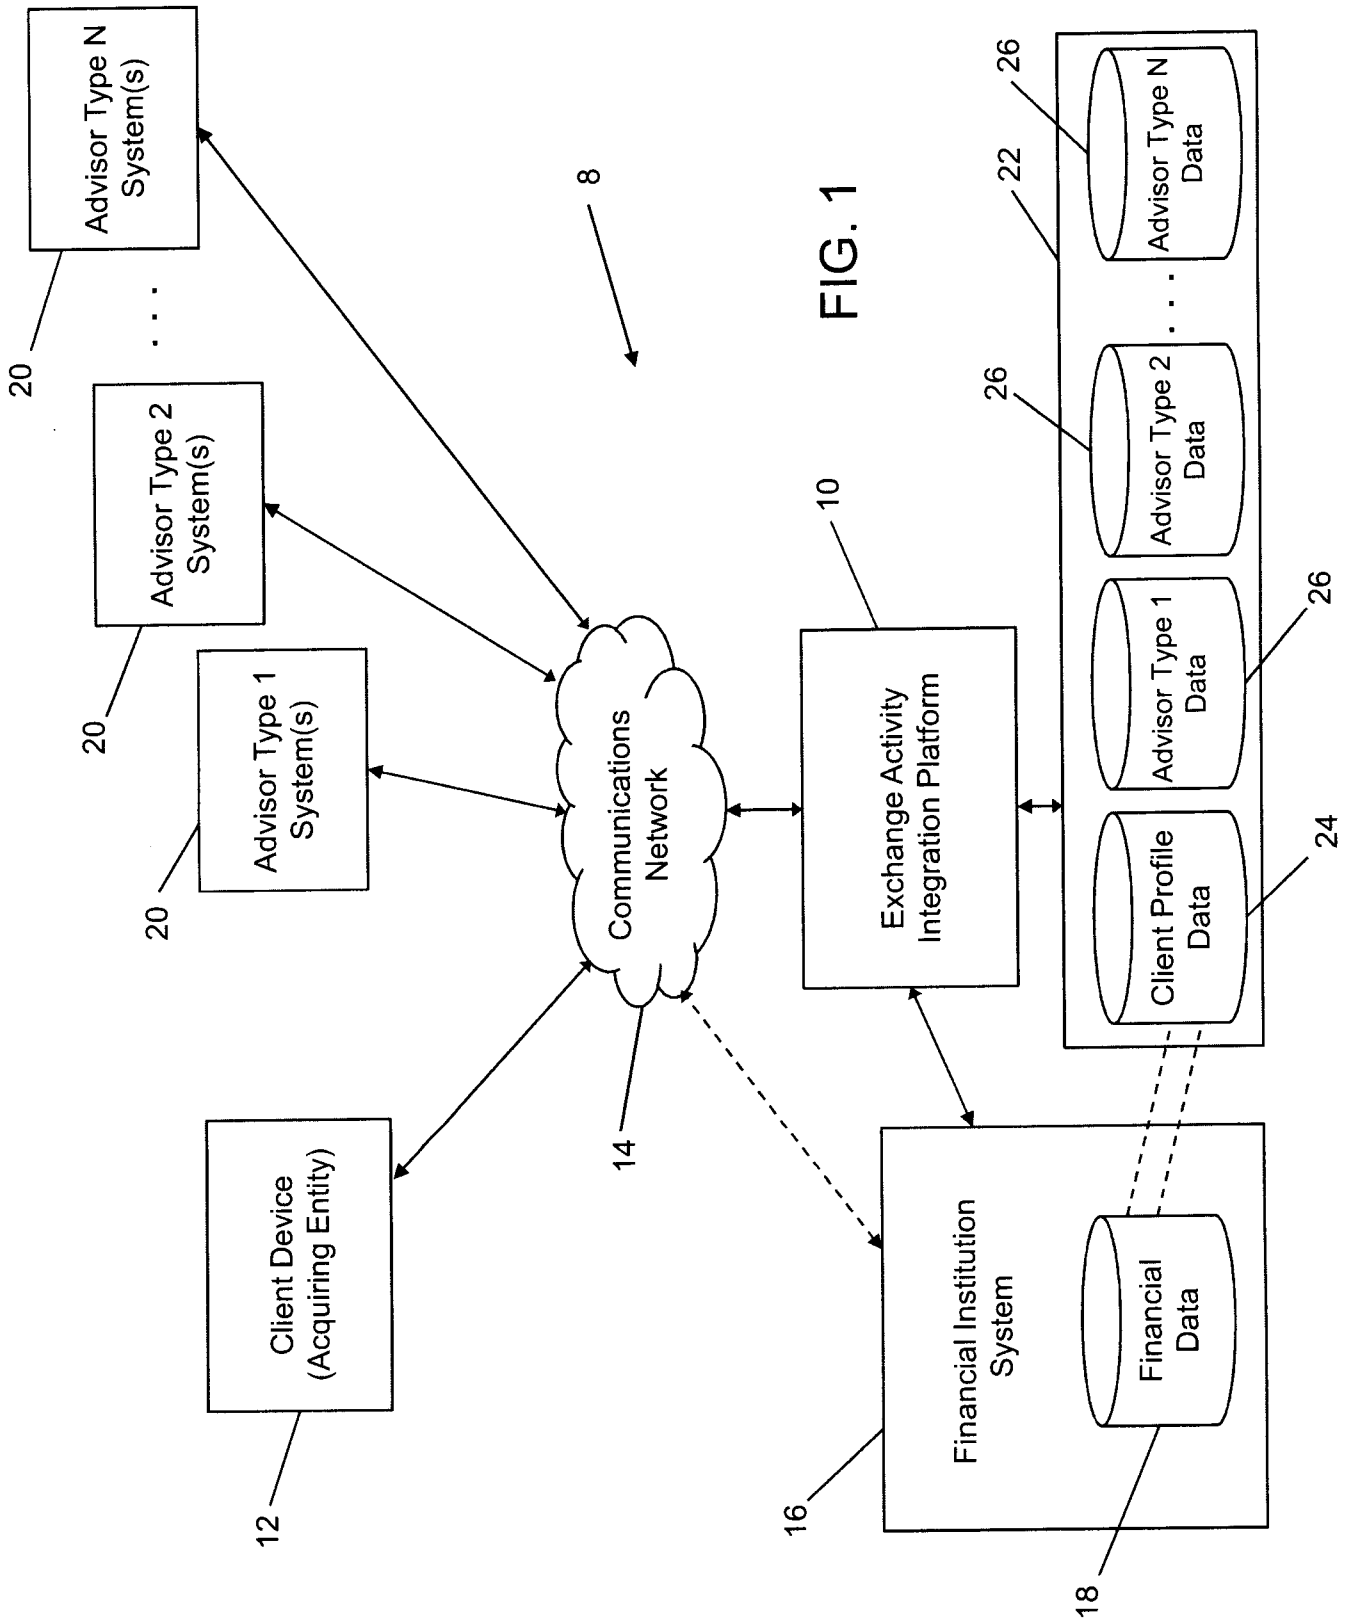 Advisor Type N
System(s)
20
. . .
Advisor Type 2
System(s)
20
Advisor Type 1
System(s)
20
Client Device
(Acquiring Entity)
12
8
Communications
Network
14
FIG. 1
Exchange Activity
Integration Platform
10
Financial Institution
System
16
Financial
Data
18
22
Client Profile
Data
24
Advisor Type 1
Data
26
Advisor Type 2
Data
26
. . .
Advisor Type N
Data
26